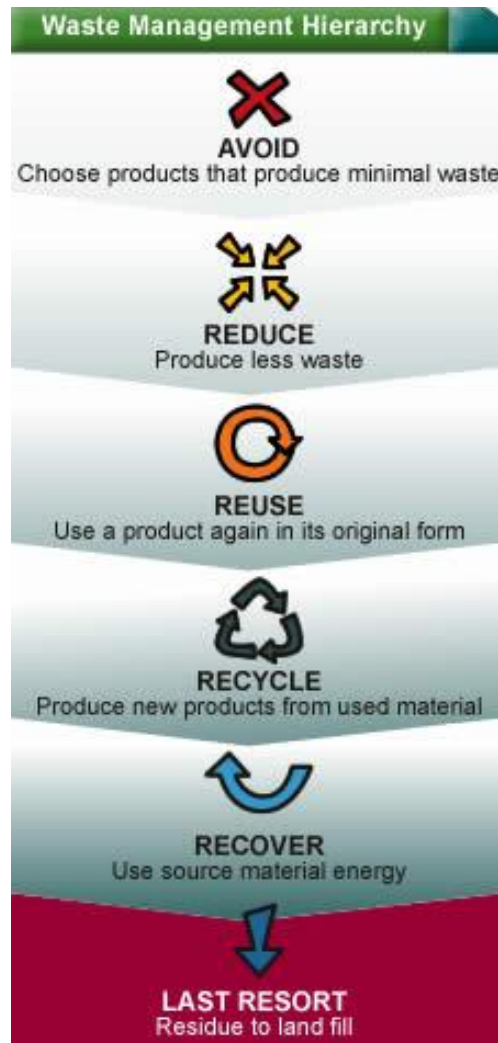 Waste Management Hierarchy
AVOID
Choose products that produce minimal waste
REDUCE
Produce less waste
REUSE
Use a product again in its original form
RECYCLE
Produce new products from used material
RECOVER
Use source material energy
LAST RESORT
Residue to land fill